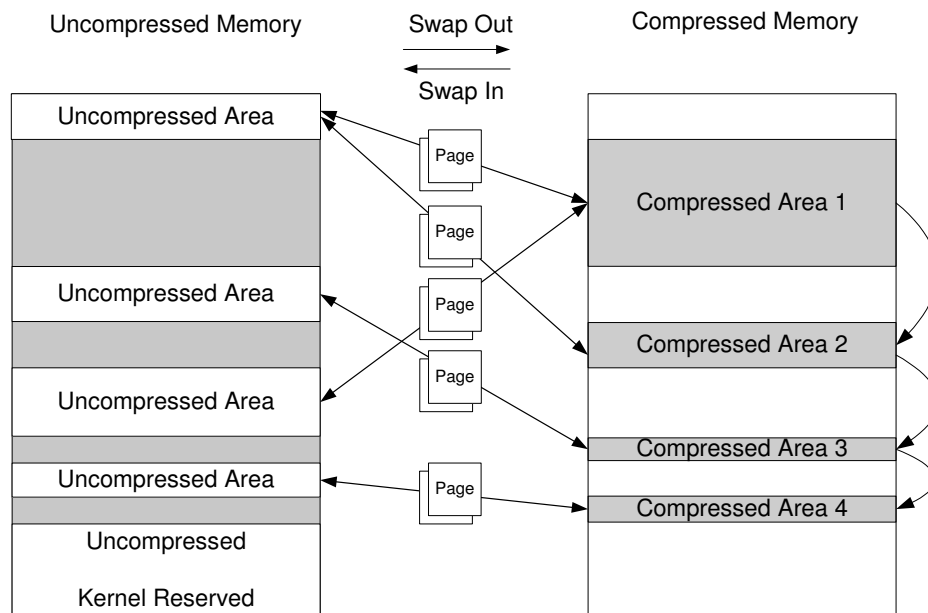 Uncompressed Memory
Swap Out
Compressed Memory
Swap In
Uncompressed Area
Page
Compressed Area 1
Page
Uncompressed Area
Page
Compressed Area 2
Page
Uncompressed Area
Compressed Area 3
Uncompressed Area
Page
Compressed Area 4
Uncompressed
Kernel Reserved